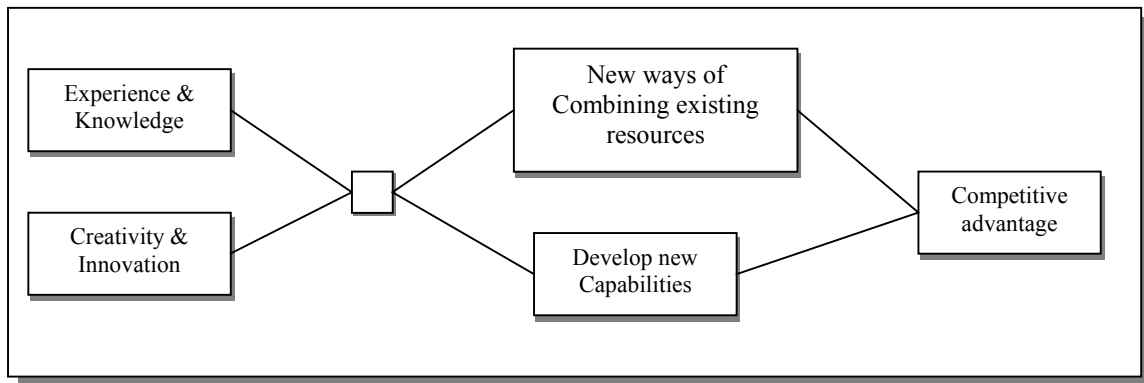 Experience &
Knowledge
Creativity &
Innovation
New ways of
Combining existing
resources
Develop new
Capabilities
Competitive
advantage